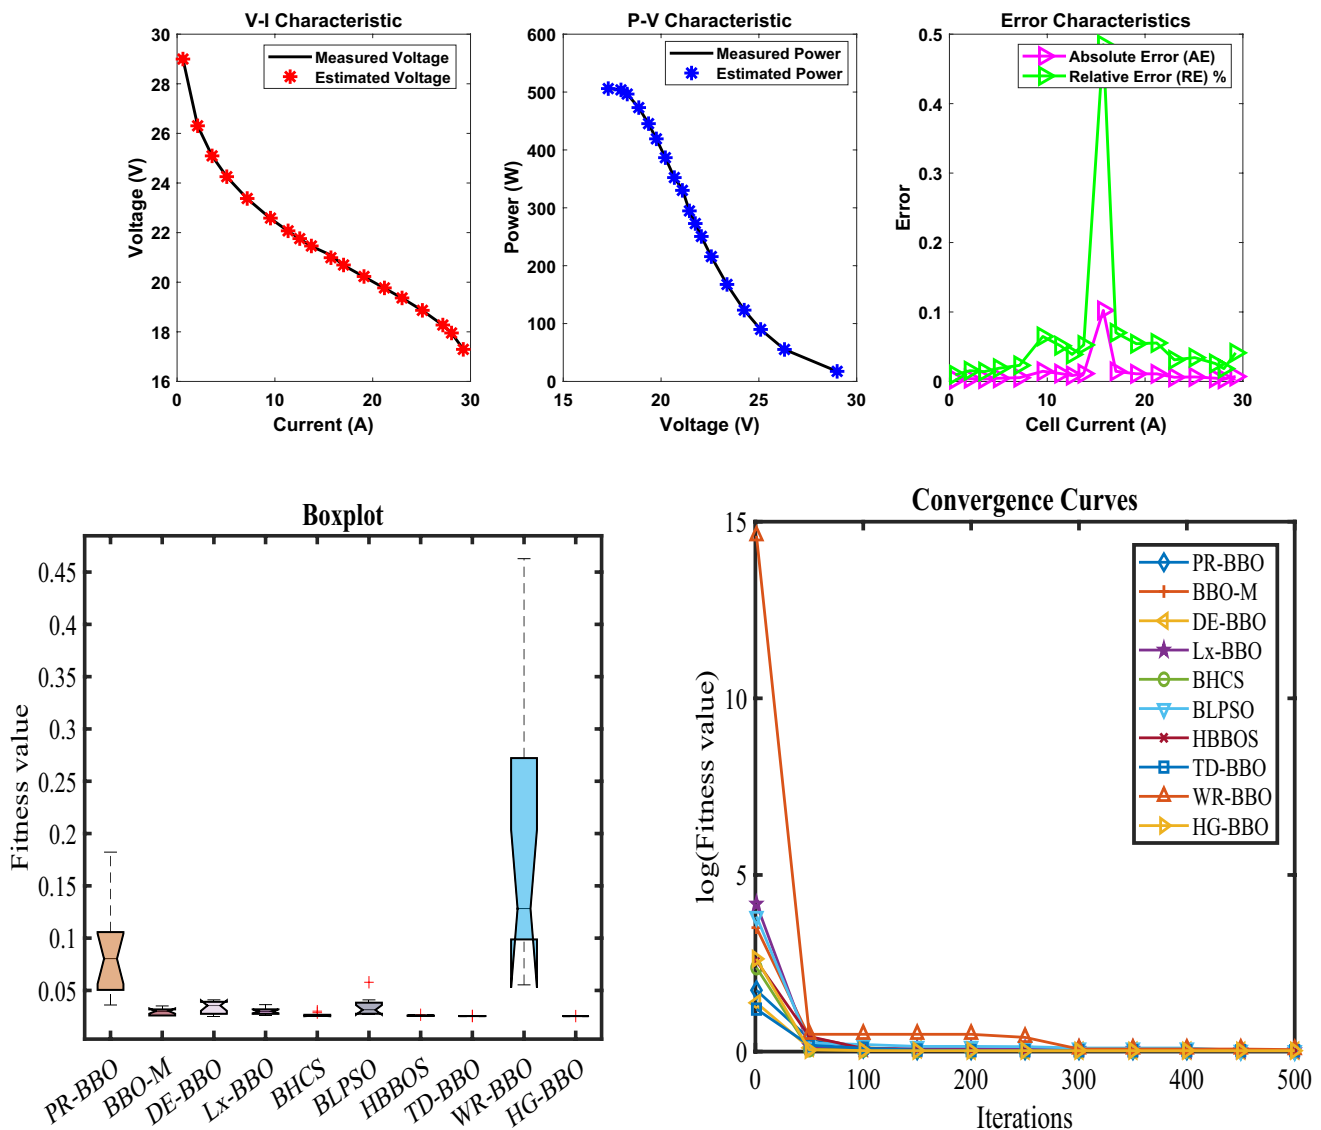 V-I Characteristic
30
28
26
24
22
20
18
16
Voltage (V)
Measured Voltage
Estimated Voltage
0
10
20
30
Current (A)
P-V Characteristic
600
500
400
300
200
100
0
Power (W)
Measured Power
Estimated Power
15
20
25
30
Voltage (V)
Error Characteristics
0.5
0.4
0.3
0.2
0.1
0
Error
Absolute Error (AE)
Relative Error (RE) %
0
10
20
30
Cell Current (A)
Boxplot
0.45
0.4
0.35
0.3
0.25
0.2
0.15
0.1
0.05
Fitness value
PR-BBO
BBO-M
DE-BBO
Lx-BBO
BHCS
BLPSO
HBBOS
TD-BBO
WR-BBO
HG-BBO
Convergence Curves
15
10
5
0
log(Fitness value)
PR-BBO
BBO-M
DE-BBO
Lx-BBO
BHCS
BLPSO
HBBOS
TD-BBO
WR-BBO
HG-BBO
0
100
200
300
400
500
Iterations